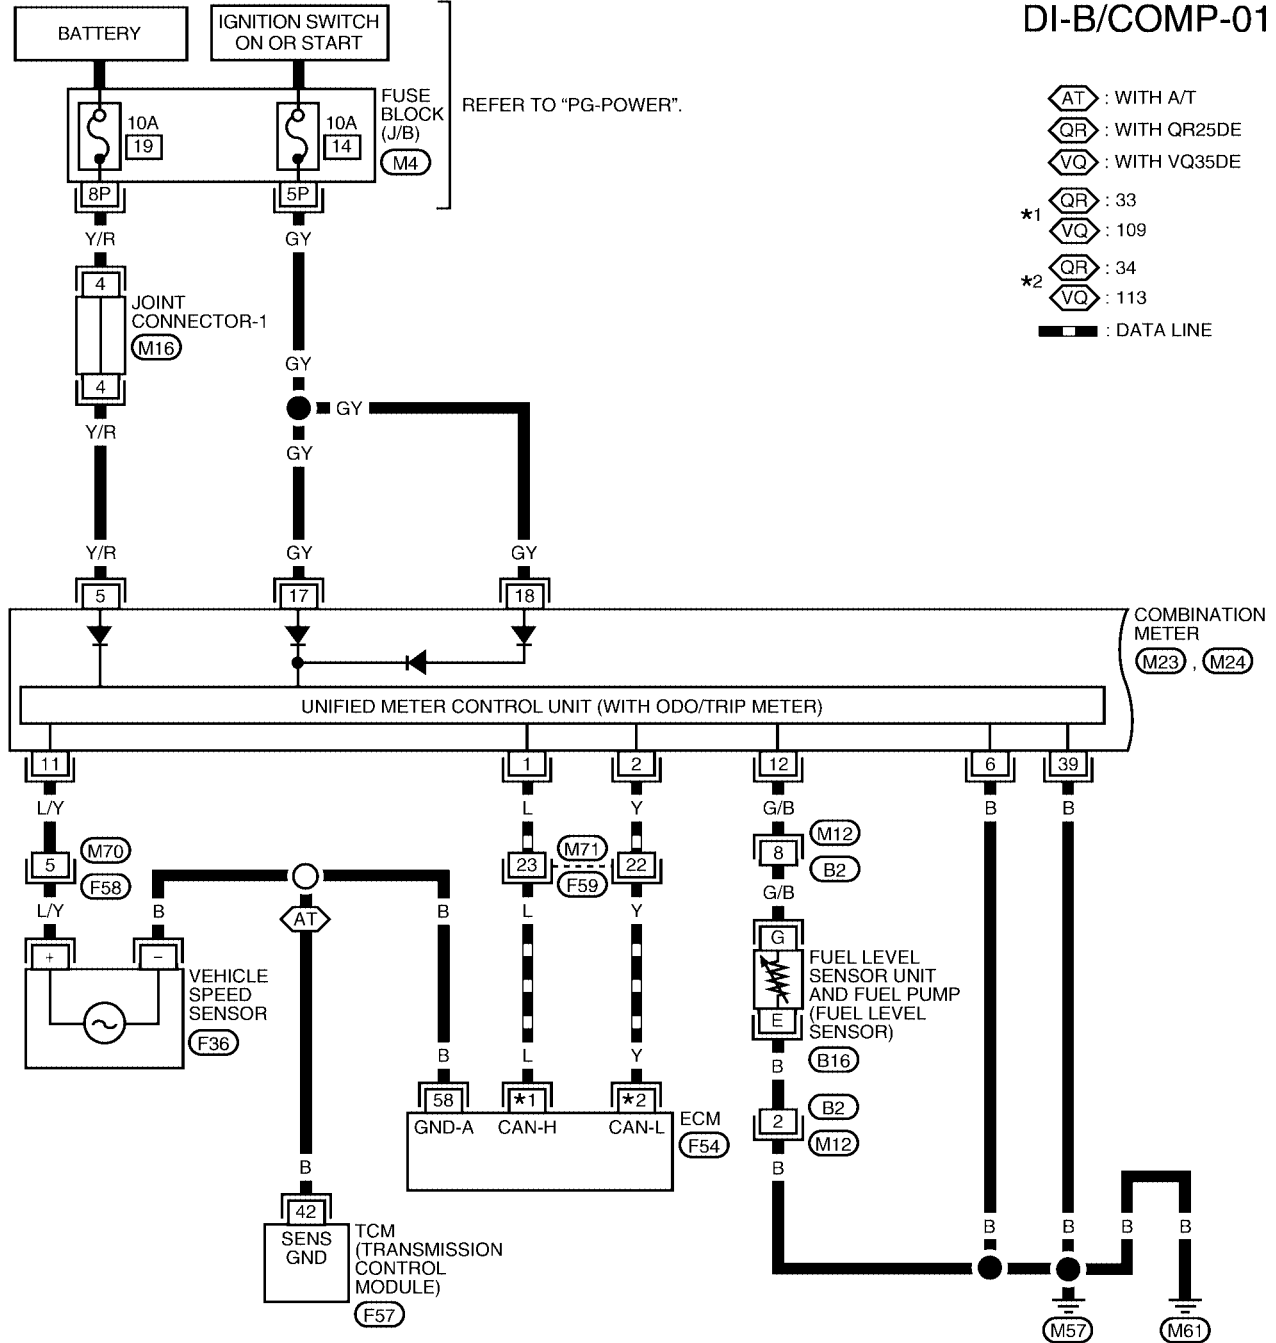 DI-B/COMP-01
BATTERY
IGNITION SWITCH
ON OR START
FUSE
BLOCK
(J/B)
M4
REFER TO “PG-POWER”.
10A
19
10A
14
8P
5P
AT : WITH A/T
QR : WITH QR25DE
VQ : WITH VQ35DE
*1
QR : 33
VQ : 109
*2
QR : 34
VQ : 113
: DATA LINE
Y/R
GY
4
JOINT
CONNECTOR-1
M16
4
GY
GY
Y/R
GY
Y/R
GY
GY
5
17
18
COMBINATION
METER
M23 , M24
UNIFIED METER CONTROL UNIT (WITH ODO/TRIP METER)
11
1
2
12
6
39
L/Y
L
Y
G/B
B
B
5
M70
F58
23
M71
F59
22
8
M12
B2
L/Y
B
AT
B
L
Y
G/B
+
–
VEHICLE
SPEED
SENSOR
F36
G
E
FUEL LEVEL
SENSOR UNIT
AND FUEL PUMP
(FUEL LEVEL
SENSOR)
B16
B
L
Y
B
58
*1
*2
GND-A
CAN-H
CAN-L
ECM
F54
2
B2
M12
B
B
42
SENS
GND
TCM
(TRANSMISSION
CONTROL
MODULE)
F57
B
B
B
B
M57
M61